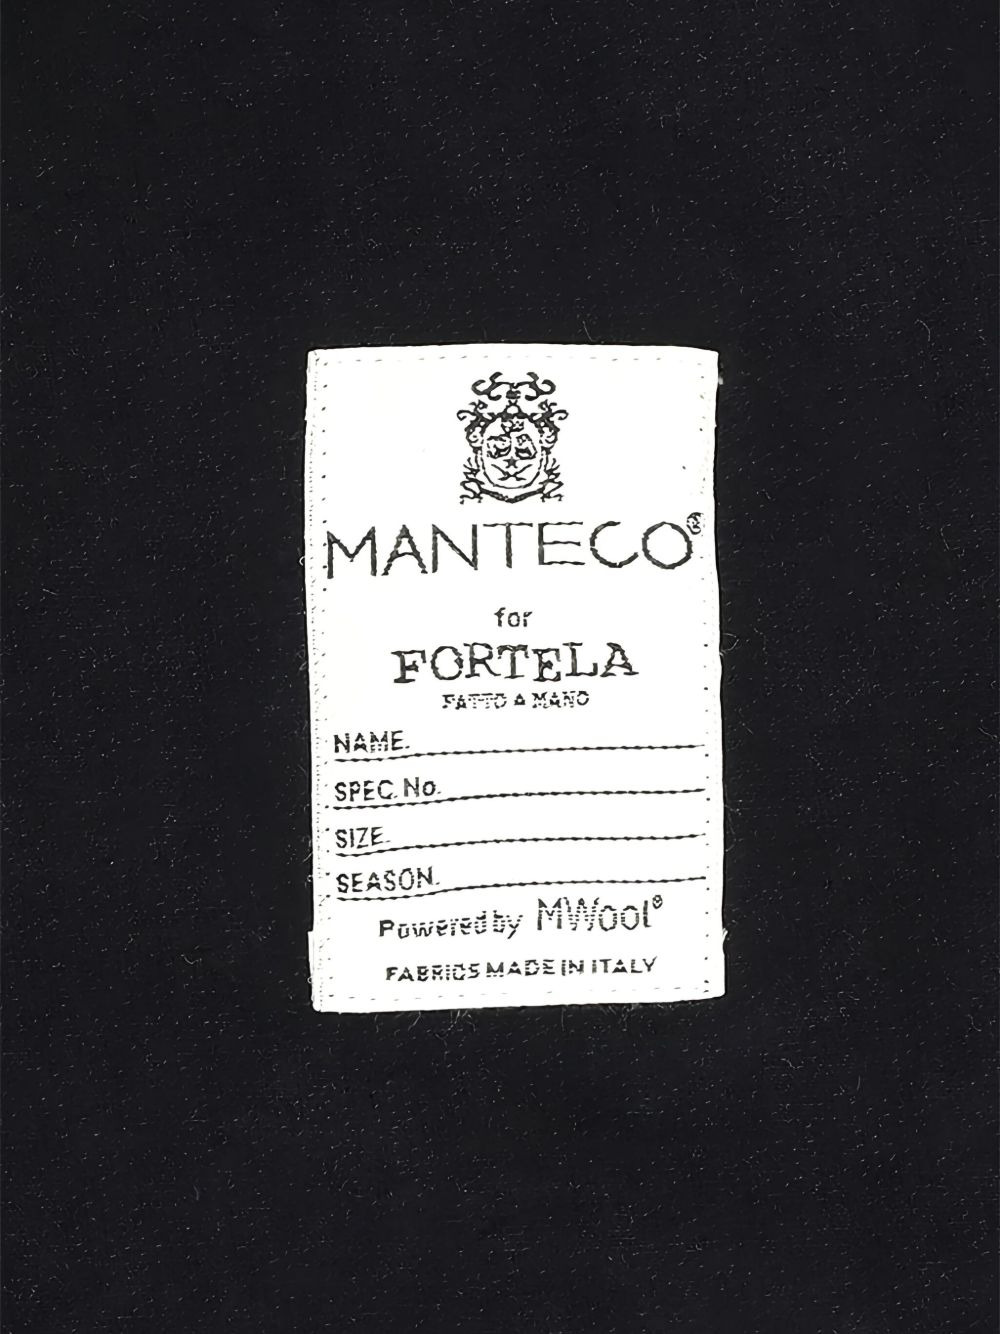 MANTECO®
for
FORTELA
FATTO A MANO
NAME.
SPEC. No.
SIZE.
SEASON.
Powered by MWool®
FABRICS MADE IN ITALY